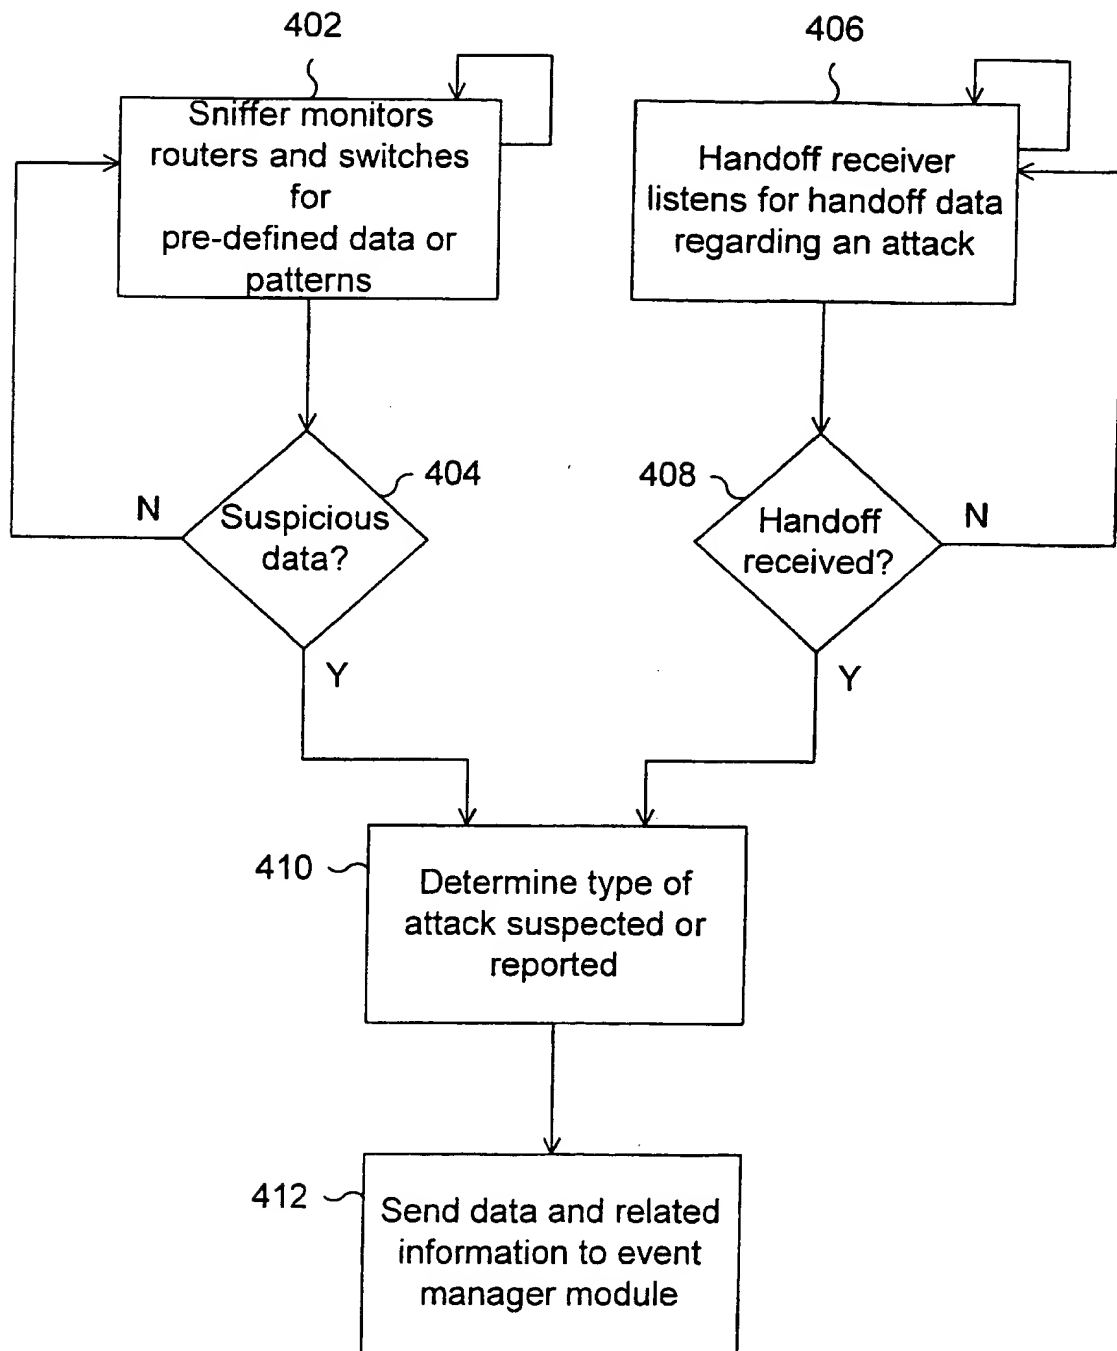 402
Sniffer monitors
routers and switches
for
pre-defined data or
patterns
406
Handoff receiver
listens for handoff data
regarding an attack
404
Suspicious
data?
N
Y
408
Handoff
received?
N
Y
410
Determine type of
attack suspected or
reported
412
Send data and related
information to event
manager module